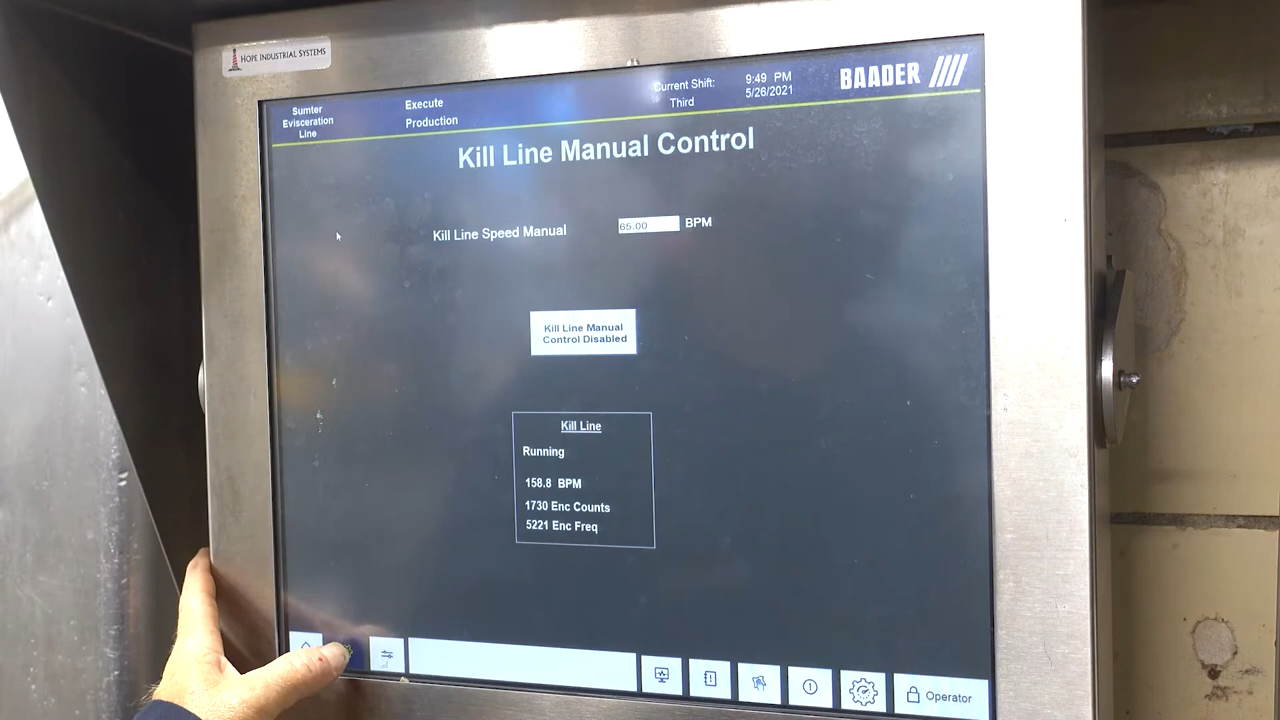 HOPE INDUSTRIAL SYSTEMS
Sumter
Evisceration
Line
Execute
Production
Current Shift:
Third
9:49 PM
5/26/2021
BAADER
Kill Line Manual Control
Kill Line Speed Manual 65.00 BPM
Kill Line Manual
Control Disabled
Kill Line
Running
158.8 BPM
1730 Enc Counts
5221 Enc Freq
Operator